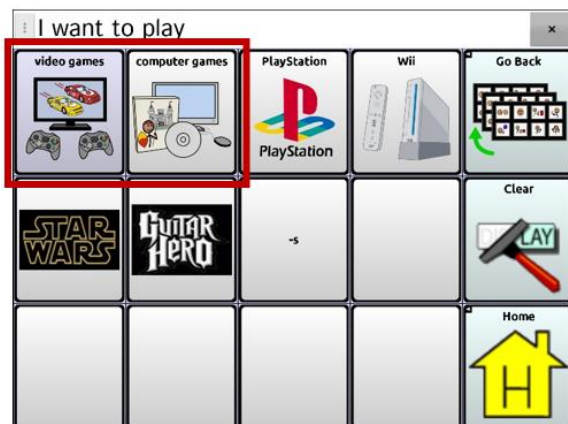 I want to play
×
video games
computer games
PlayStation
Wii
Go Back
PlayStation
Clear
STAR
WARS
GUITAR
HERO
-s
DISPLAY
Home
H